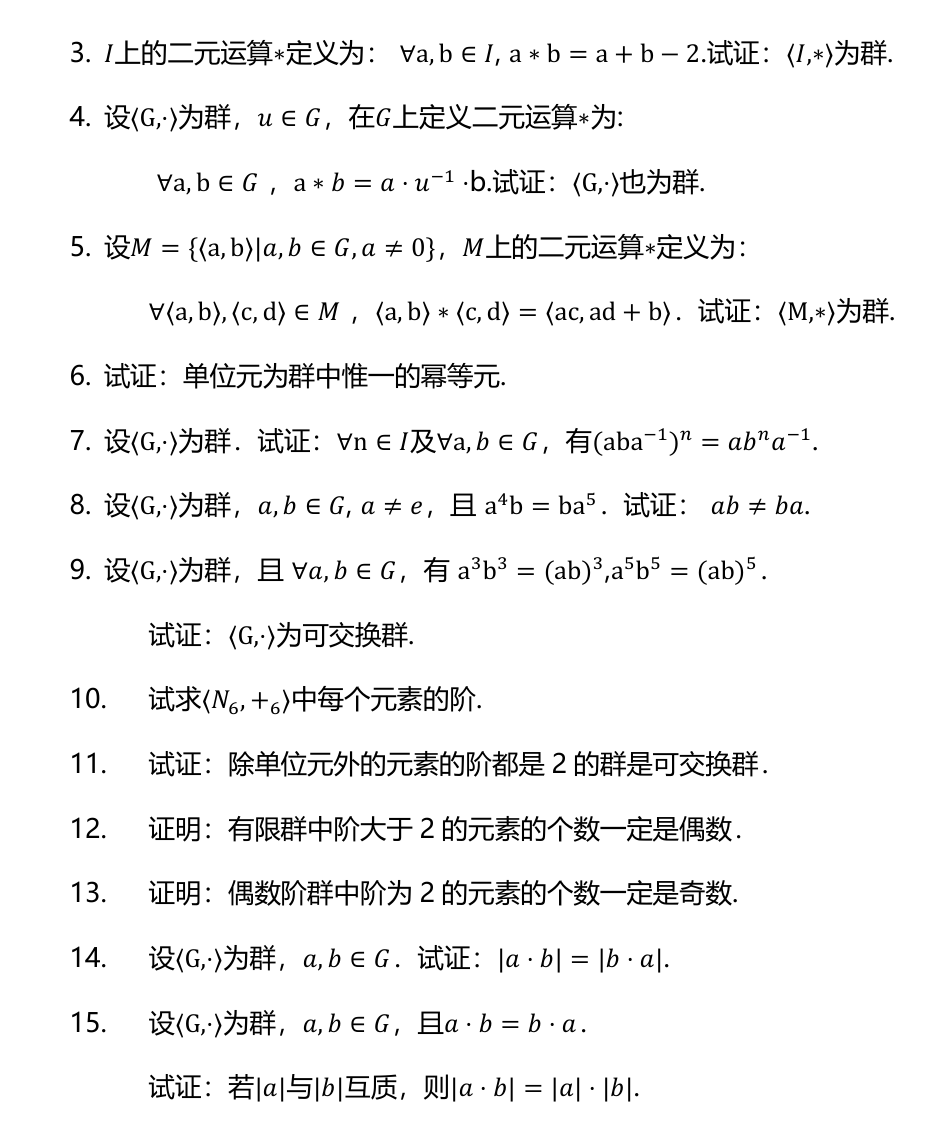 3. I上的二元运算∗定义为： ∀a, b ∈ I, a ∗ b = a + b − 2.试证：⟨I,∗⟩为群.
4. 设⟨G,·⟩为群，u ∈ G，在G上定义二元运算∗为:
∀a, b ∈ G ，a ∗ b = a · u⁻¹ ·b.试证：⟨G,·⟩也为群.
5. 设M = {⟨a, b⟩|a, b ∈ G, a ≠ 0}，M上的二元运算∗定义为：
∀⟨a, b⟩, ⟨c, d⟩ ∈ M ，⟨a, b⟩ ∗ ⟨c, d⟩ = ⟨ac, ad + b⟩．试证：⟨M,∗⟩为群.
6. 试证：单位元为群中惟一的幂等元.
7. 设⟨G,·⟩为群．试证：∀n ∈ I及∀a, b ∈ G，有(aba⁻¹)ⁿ = abⁿa⁻¹.
8. 设⟨G,·⟩为群，a, b ∈ G, a ≠ e，且 a⁴b = ba⁵．试证： ab ≠ ba.
9. 设⟨G,·⟩为群，且 ∀a, b ∈ G，有 a³b³ = (ab)³,a⁵b⁵ = (ab)⁵．
试证：⟨G,·⟩为可交换群.
10. 试求⟨N₆, +₆⟩中每个元素的阶.
11. 试证：除单位元外的元素的阶都是 2 的群是可交换群．
12. 证明：有限群中阶大于 2 的元素的个数一定是偶数．
13. 证明：偶数阶群中阶为 2 的元素的个数一定是奇数.
14. 设⟨G,·⟩为群，a, b ∈ G．试证：|a · b| = |b · a|.
15. 设⟨G,·⟩为群，a, b ∈ G，且a · b = b · a．
试证：若|a|与|b|互质，则|a · b| = |a| · |b|.